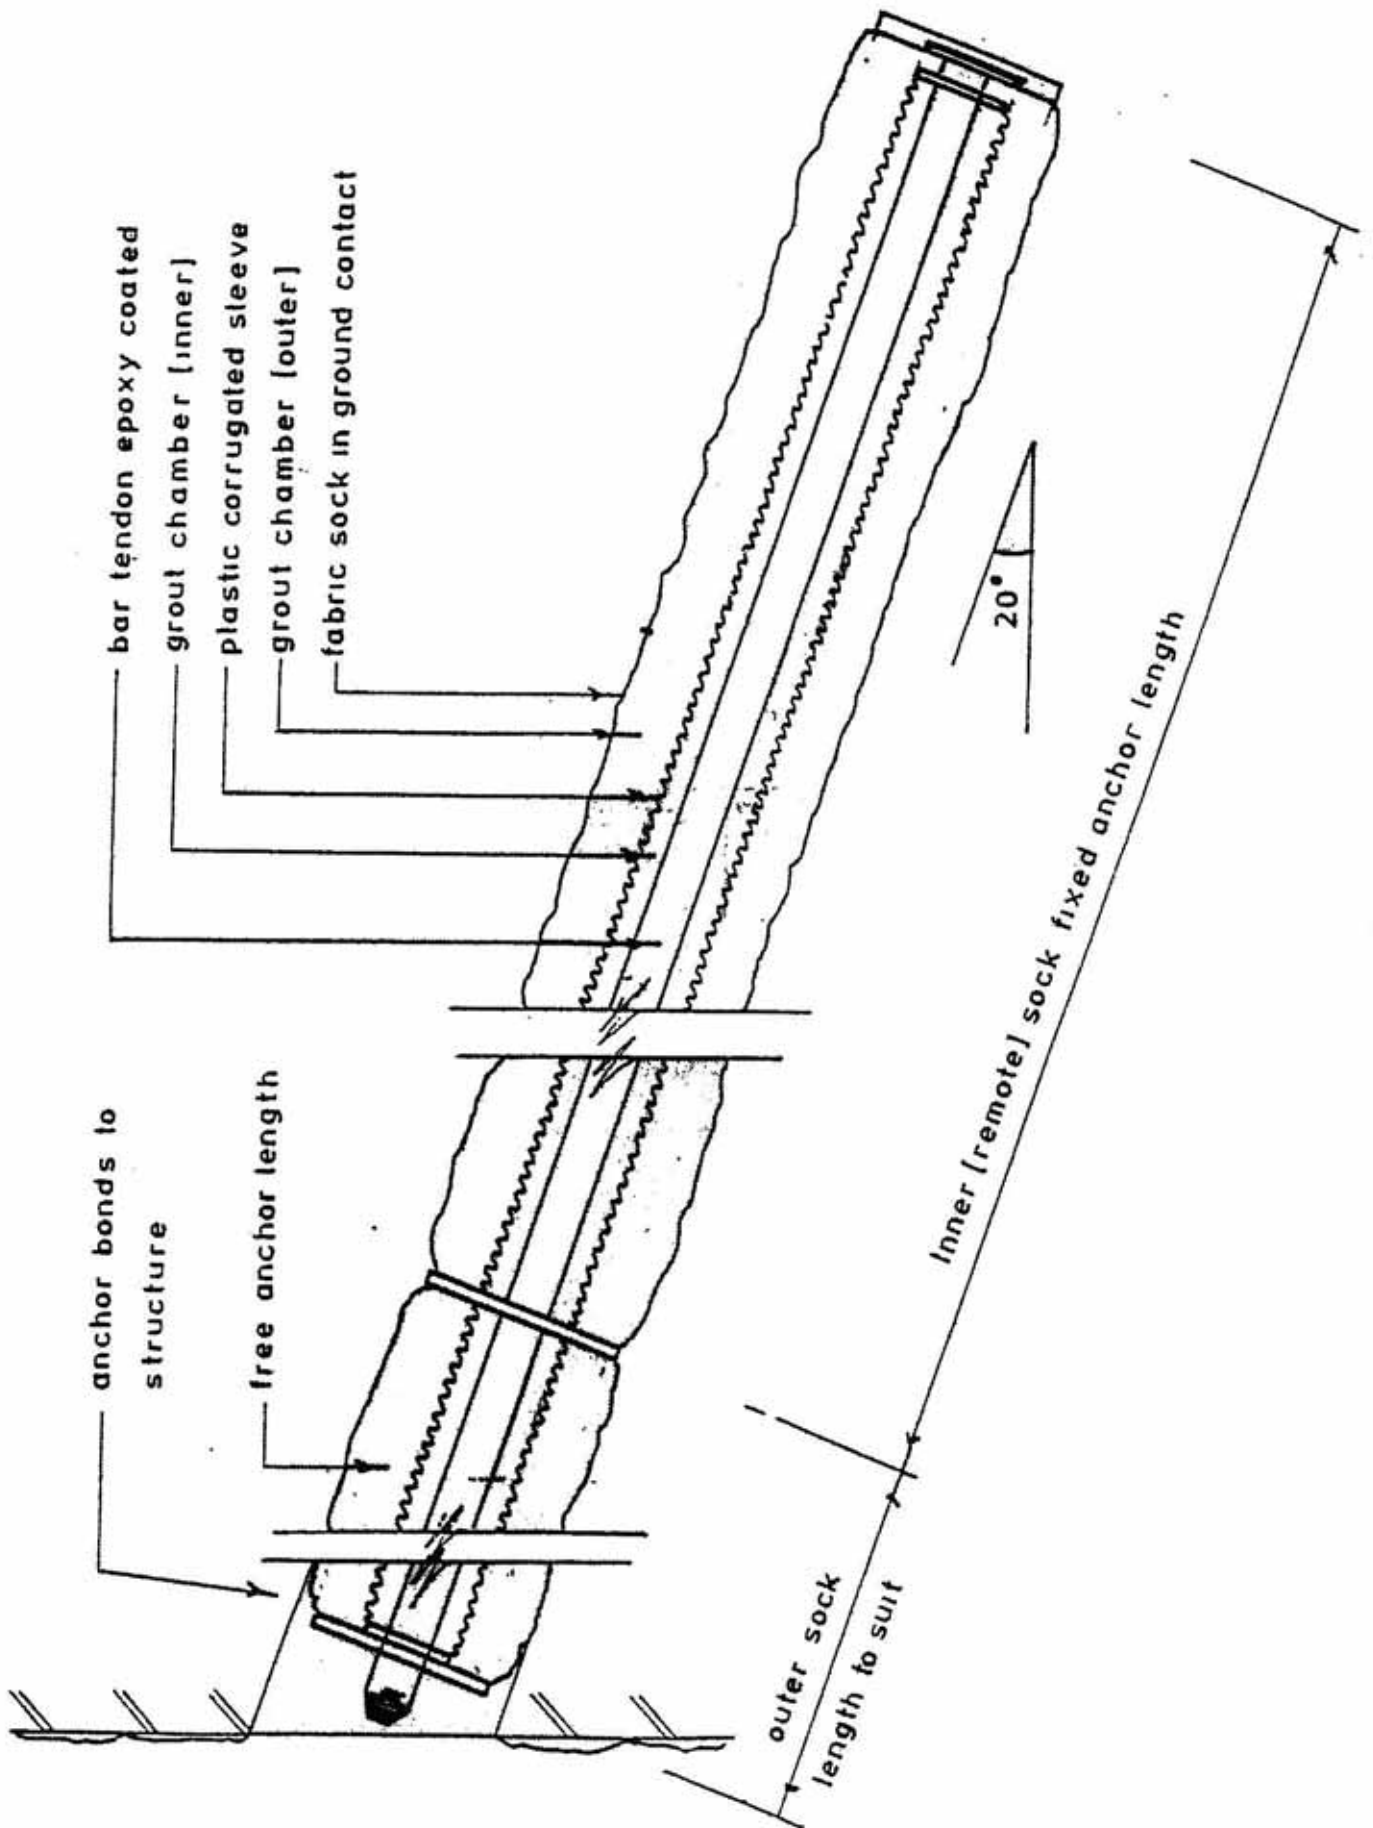 bar tendon epoxy coated
grout chamber [inner]
plastic corrugated sleeve
grout chamber [outer]
fabric sock in ground contact
anchor bonds to
structure
free anchor length
20°
Inner [remote] sock fixed anchor length
outer sock
length to suit